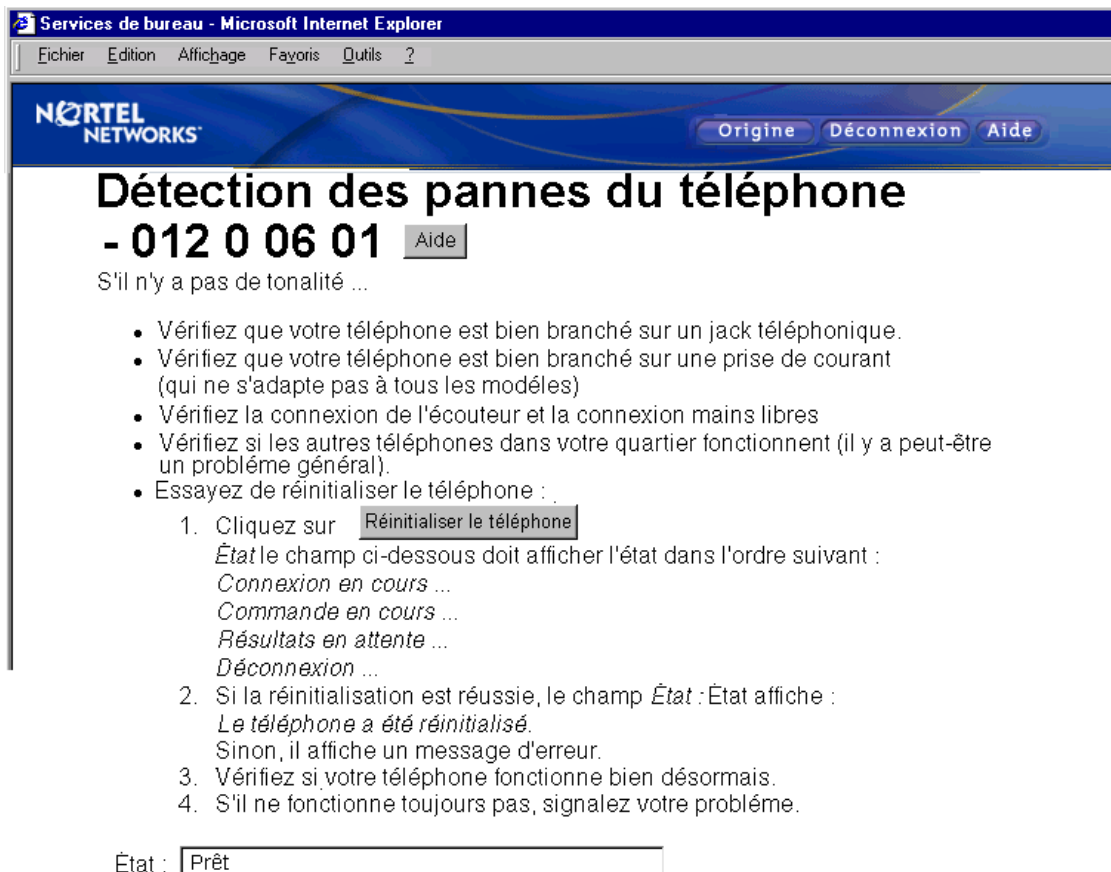 Services de bureau - Microsoft Internet Explorer
Fichier Edition Affichage Favoris Outils ?
NORTEL
NETWORKS
Origine Déconnexion Aide
Détection des pannes du téléphone
- 012 0 06 01 Aide
S'il n'y a pas de tonalité ...
• Vérifiez que votre téléphone est bien branché sur un jack téléphonique.
• Vérifiez que votre téléphone est bien branché sur une prise de courant
(qui ne s'adapte pas à tous les modéles)
• Vérifiez la connexion de l'écouteur et la connexion mains libres
• Vérifiez si les autres téléphones dans votre quartier fonctionnent (il y a peut-être
un probléme général).
• Essayez de réinitialiser le téléphone :
1. Cliquez sur Réinitialiser le téléphone
État le champ ci-dessous doit afficher l'état dans l'ordre suivant :
Connexion en cours ...
Commande en cours ...
Résultats en attente ...
Déconnexion ...
2. Si la réinitialisation est réussie, le champ État : État affiche :
Le téléphone a été réinitialisé.
Sinon, il affiche un message d'erreur.
3. Vérifiez si votre téléphone fonctionne bien désormais.
4. S'il ne fonctionne toujours pas, signalez votre probléme.
État : Prêt